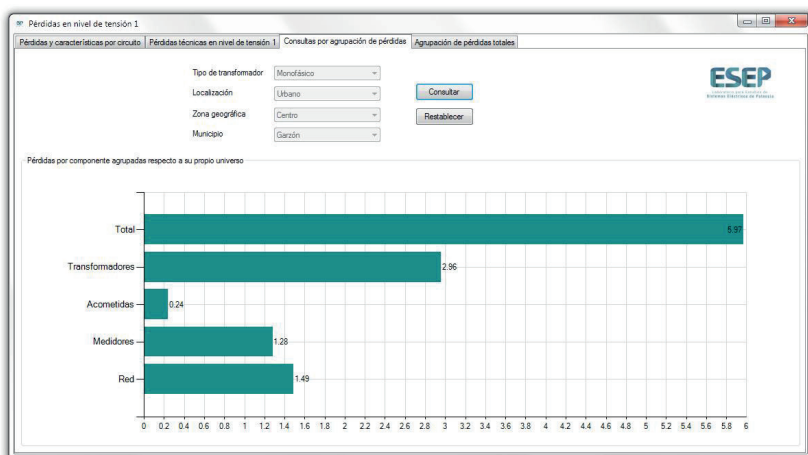 Pérdidas en nivel de tensión 1
Pérdidas y características por circuito Pérdidas técnicas en nivel de tensión 1 Consultas por agrupación de pérdidas Agrupación de pérdidas totales
Tipo de transformador Monofásico
Localización Urbano Consultar
Zona geográfica Centro Restablecer
Municipio Garzón
ESEP
Sistemas Eléctricos de Potencia
Pérdidas por componente agrupadas respecto a su propio universo
Total 5.97
Transformadores 2.96
Acometidas 0.24
Medidores 1.28
Red 1.49
0 0.2 0.4 0.6 0.8 1 1.2 1.4 1.6 1.8 2 2.2 2.4 2.6 2.8 3 3.2 3.4 3.6 3.8 4 4.2 4.4 4.6 4.8 5 5.2 5.4 5.6 5.8 6